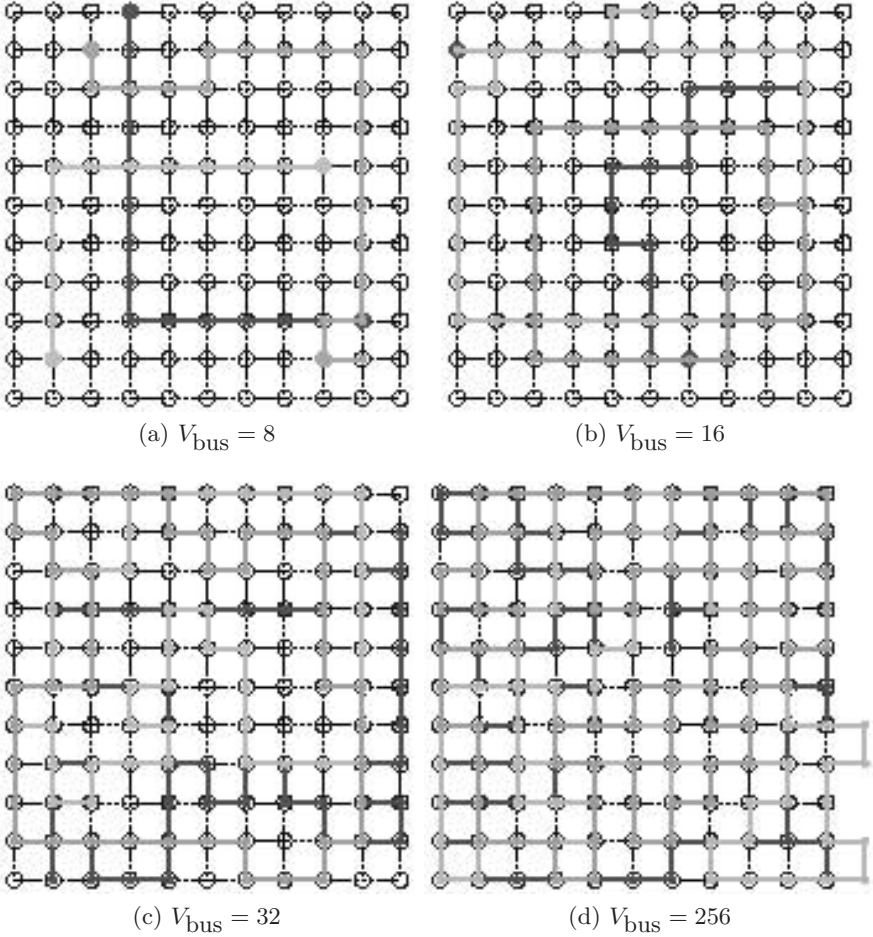 (a) V_bus = 8
(b) V_bus = 16
(c) V_bus = 32
(d) V_bus = 256